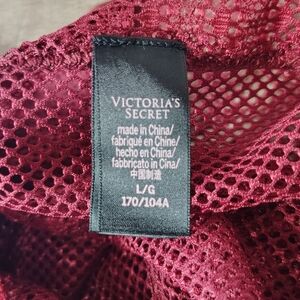 VICTORIA'S
SECRET
made in China/
fabriqué en Chine/
hecho en China/
fabbricato in Cina/
中国制造
L/G
170/104A